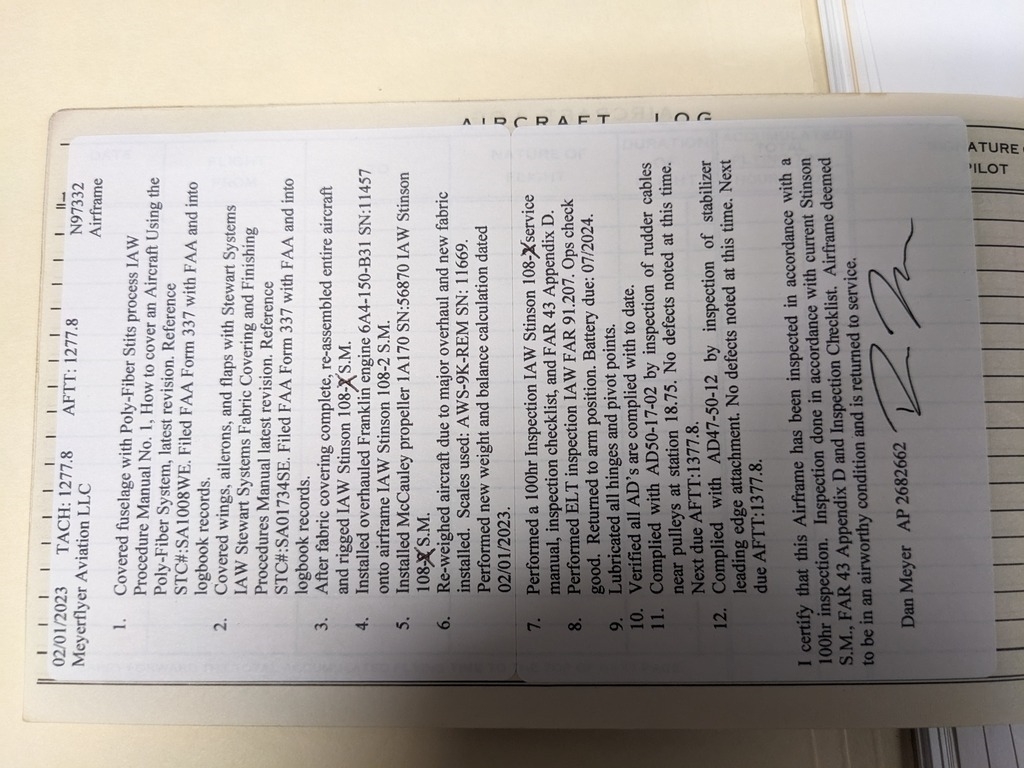 AIRCRAFT LOG
ATURE
PILOT
02/01/2023 TACH: 1277.8 AFTT: 1277.8 N97332
Meyerflyer Aviation LLC Airframe
1. Covered fuselage with Poly-Fiber Stits process IAW
Procedure Manual No. 1, How to cover an Aircraft Using the
Poly-Fiber System, latest revision. Reference
STC#:SA1008WE. Filed FAA Form 337 with FAA and into
logbook records.
2. Covered wings, ailerons, and flaps with Stewart Systems
IAW Stewart Systems Fabric Covering and Finishing
Procedures Manual latest revision. Reference
STC#:SA01734SE. Filed FAA Form 337 with FAA and into
logbook records.
3. After fabric covering complete, re-assembled entire aircraft
and rigged IAW Stinson 108-X S.M.
4. Installed overhauled Franklin engine 6A4-150-B31 SN:11457
onto airframe IAW Stinson 108-2 S.M.
5. Installed McCauley propeller 1A170 SN:56870 IAW Stinson
108-X S.M.
6. Re-weighed aircraft due to major overhaul and new fabric
installed. Scales used: AWS-9K-REM SN: 11669.
Performed new weight and balance calculation dated
02/01/2023.
7. Performed a 100hr Inspection IAW Stinson 108-X service
manual, inspection checklist, and FAR 43 Appendix D.
8. Performed ELT inspection IAW FAR 91.207. Ops check
good. Returned to arm position. Battery due: 07/2024.
9. Lubricated all hinges and pivot points.
10. Verified all AD's are complied with to date.
11. Complied with AD50-17-02 by inspection of rudder cables
near pulleys at station 18.75. No defects noted at this time.
Next due AFTT:1377.8.
12. Complied with AD47-50-12 by inspection of stabilizer
leading edge attachment. No defects noted at this time. Next
due AFTT:1377.8.
I certify that this Airframe has been inspected in accordance with a
100hr inspection. Inspection done in accordance with current Stinson
S.M., FAR 43 Appendix D and Inspection Checklist. Airframe deemed
to be in an airworthy condition and is returned to service.
Dan Meyer AP 2682662